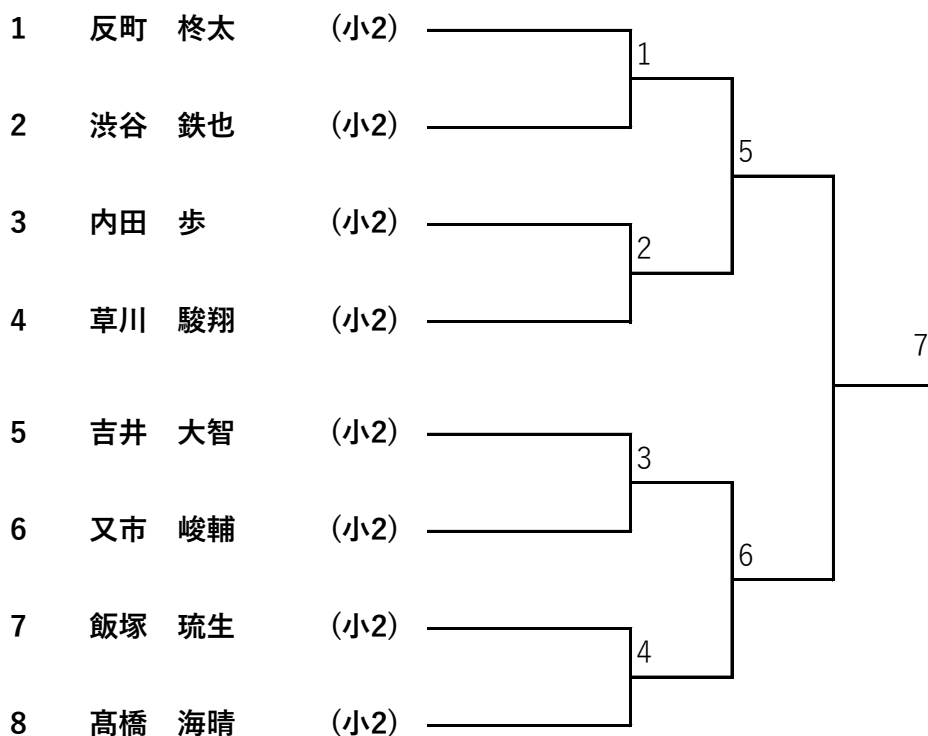 1 反町 柊太 (小2)
1
2 渋谷 鉄也 (小2)
5
3 内田 歩 (小2)
2
4 草川 駿翔 (小2)
7
5 吉井 大智 (小2)
3
6 又市 峻輔 (小2)
6
7 飯塚 琉生 (小2)
4
8 髙橋 海晴 (小2)